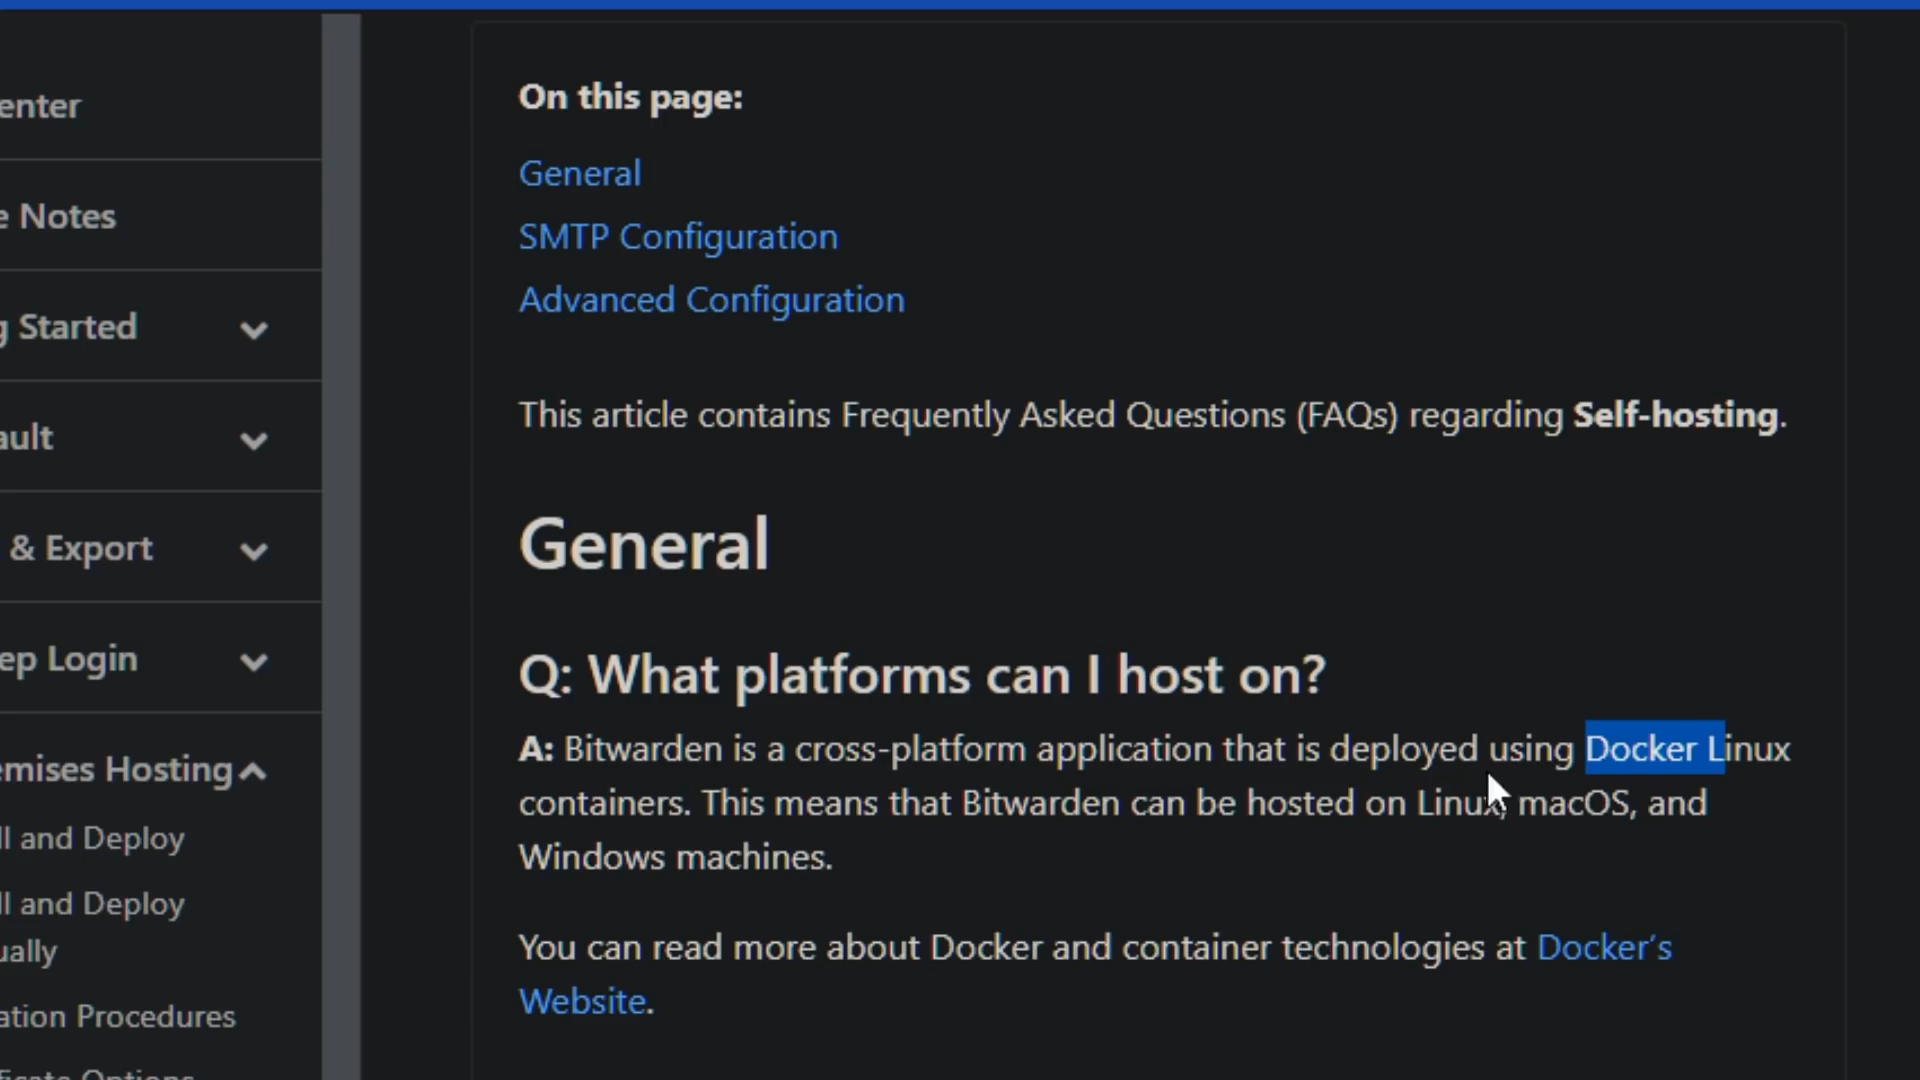 enter
e Notes
g Started
ault
& Export
ep Login
emises Hosting
ll and Deploy
ll and Deploy
ually
ation Procedures
ficate Options
On this page:
General
SMTP Configuration
Advanced Configuration
This article contains Frequently Asked Questions (FAQs) regarding Self-hosting.
General
Q: What platforms can I host on?
A: Bitwarden is a cross-platform application that is deployed using Docker Linux
containers. This means that Bitwarden can be hosted on Linux, macOS, and
Windows machines.
You can read more about Docker and container technologies at Docker’s
Website.